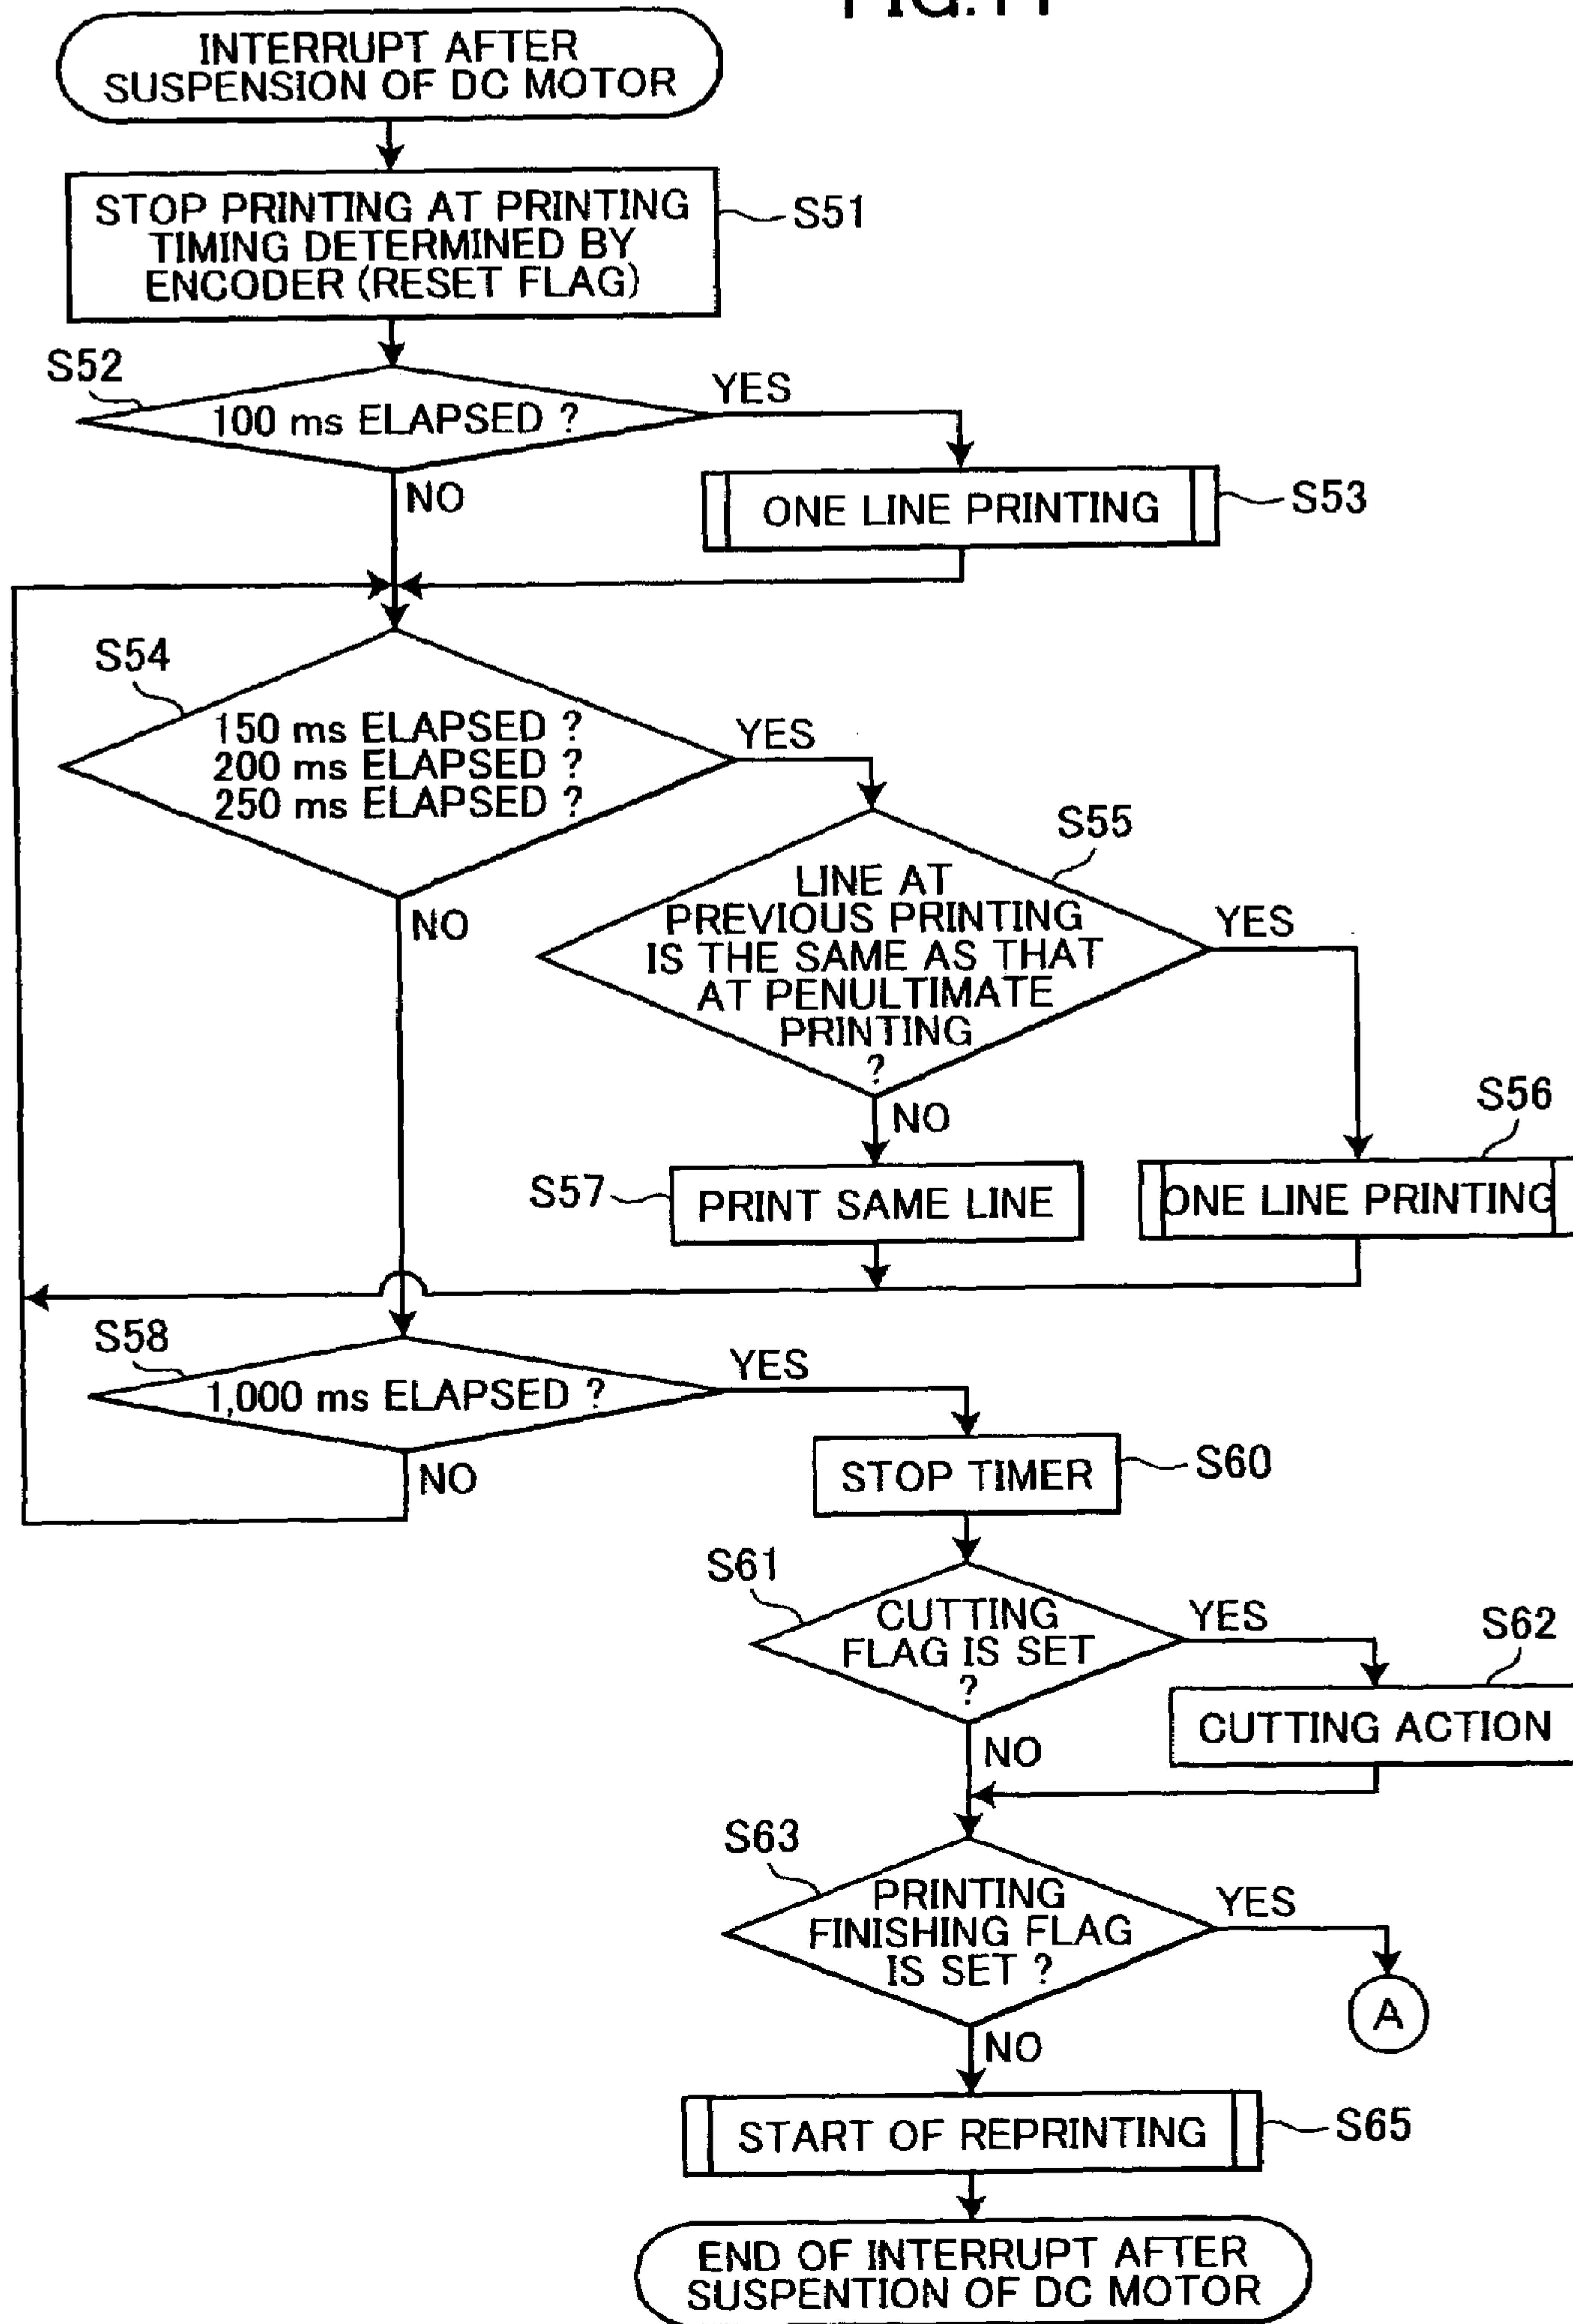 FIG.11
INTERRUPT AFTER
SUSPENSION OF DC MOTOR
STOP PRINTING AT PRINTING
TIMING DETERMINED BY
ENCODER (RESET FLAG)
S51
S52
100 ms ELAPSED ?
YES
NO
ONE LINE PRINTING
S53
S54
150 ms ELAPSED ?
200 ms ELAPSED ?
250 ms ELAPSED ?
YES
NO
S55
LINE AT
PREVIOUS PRINTING
IS THE SAME AS THAT
AT PENULTIMATE
PRINTING
?
YES
NO
S56
ONE LINE PRINTING
S57
PRINT SAME LINE
S58
1,000 ms ELAPSED ?
YES
NO
STOP TIMER
S60
S61
CUTTING
FLAG IS SET
?
YES
NO
S62
CUTTING ACTION
S63
PRINTING
FINISHING FLAG
IS SET ?
YES
A
NO
START OF REPRINTING
S65
END OF INTERRUPT AFTER
SUSPENTION OF DC MOTOR